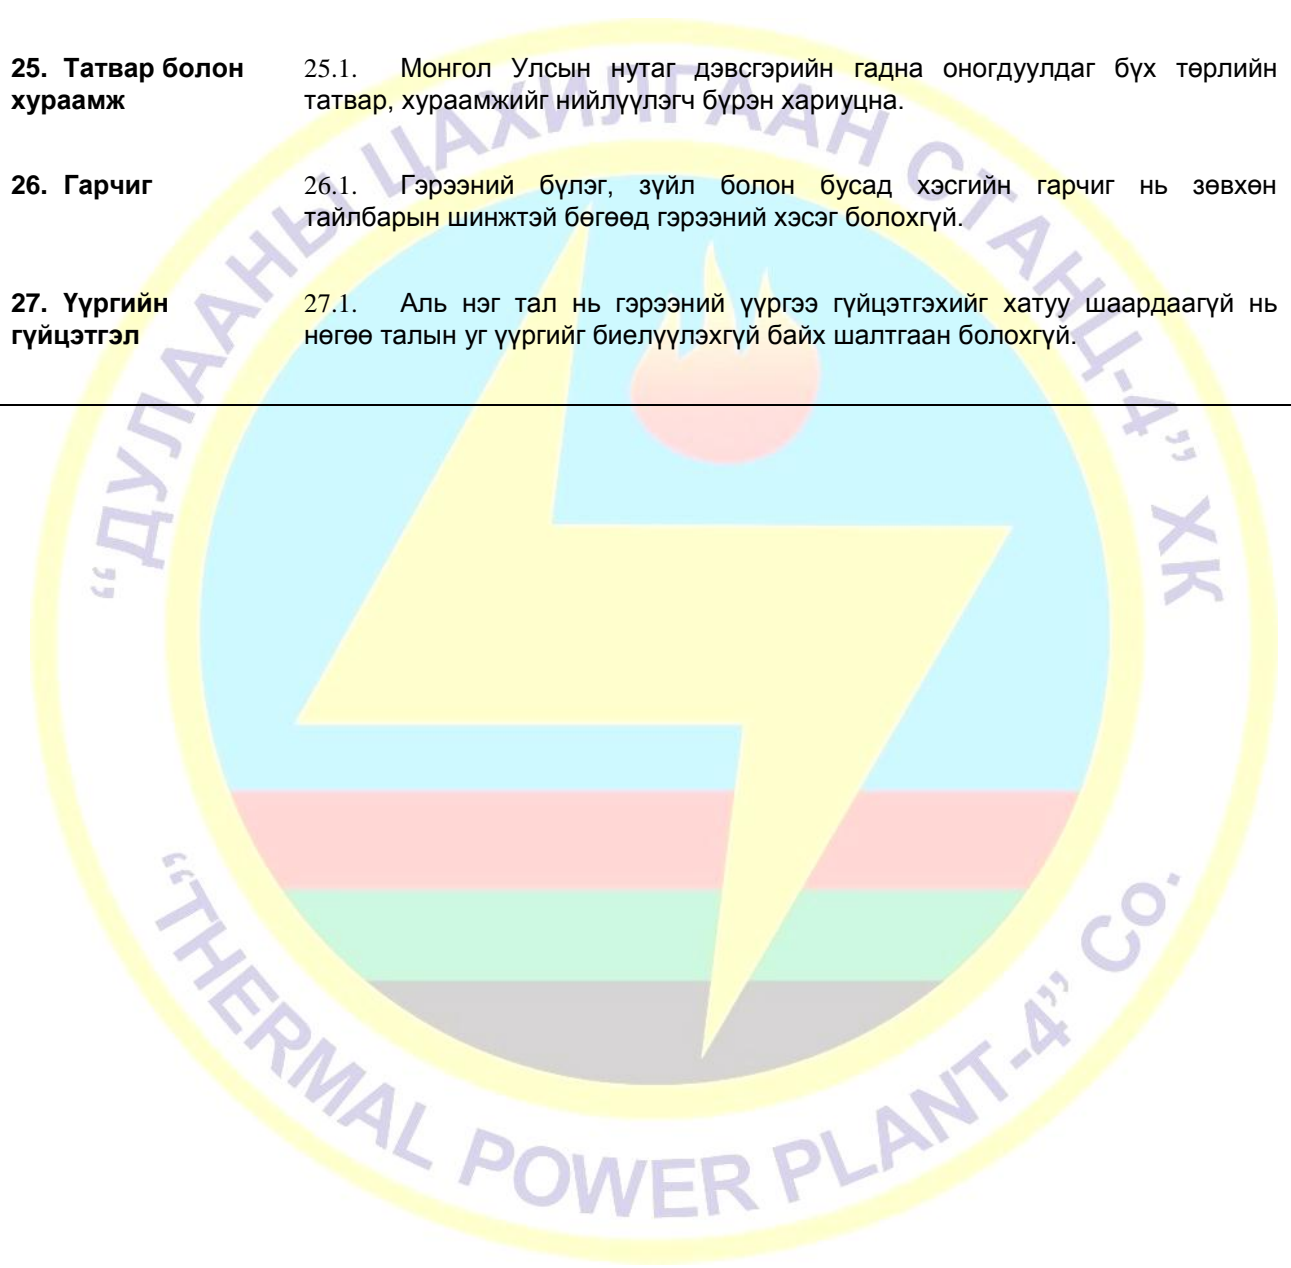 25. Татвар болон хураамж
25.1. Монгол Улсын нутаг дэвсгэрийн гадна оногдуулдаг бүх төрлийн
татвар, хураамжийг нийлүүлэгч бүрэн хариуцна.
26. Гарчиг
26.1. Гэрээний бүлэг, зүйл болон бусад хэсгийн гарчиг нь зөвхөн
тайлбарын шинжтэй бөгөөд гэрээний хэсэг болохгүй.
27. Үүргийн гүйцэтгэл
27.1. Аль нэг тал нь гэрээний үүргээ гүйцэтгэхийг хатуу шаардаагүй нь
нөгөө талын уг үүргийг биелүүлэхгүй байх шалтгаан болохгүй.
“ДУЛААНЫ ЦАХИЛГААН СТАНЦ-4” ХК
“THERMAL POWER PLANT-4” Co.